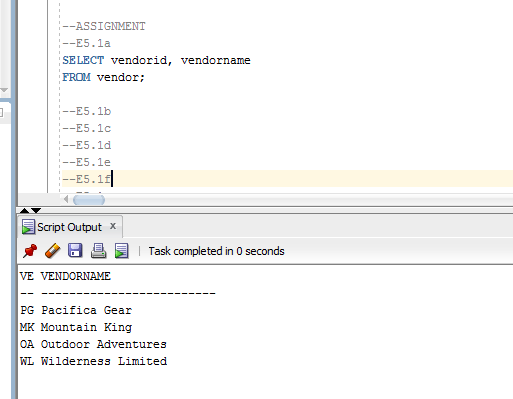 --ASSIGNMENT
--E5.1a
SELECT vendorid, vendorname
FROM vendor;
--E5.1b
--E5.1c
--E5.1d
--E5.1e
--E5.1f
Script Output x
Task completed in 0 seconds
VE VENDORNAME
-- -------------------------
PG Pacifica Gear
MK Mountain King
OA Outdoor Adventures
WL Wilderness Limited